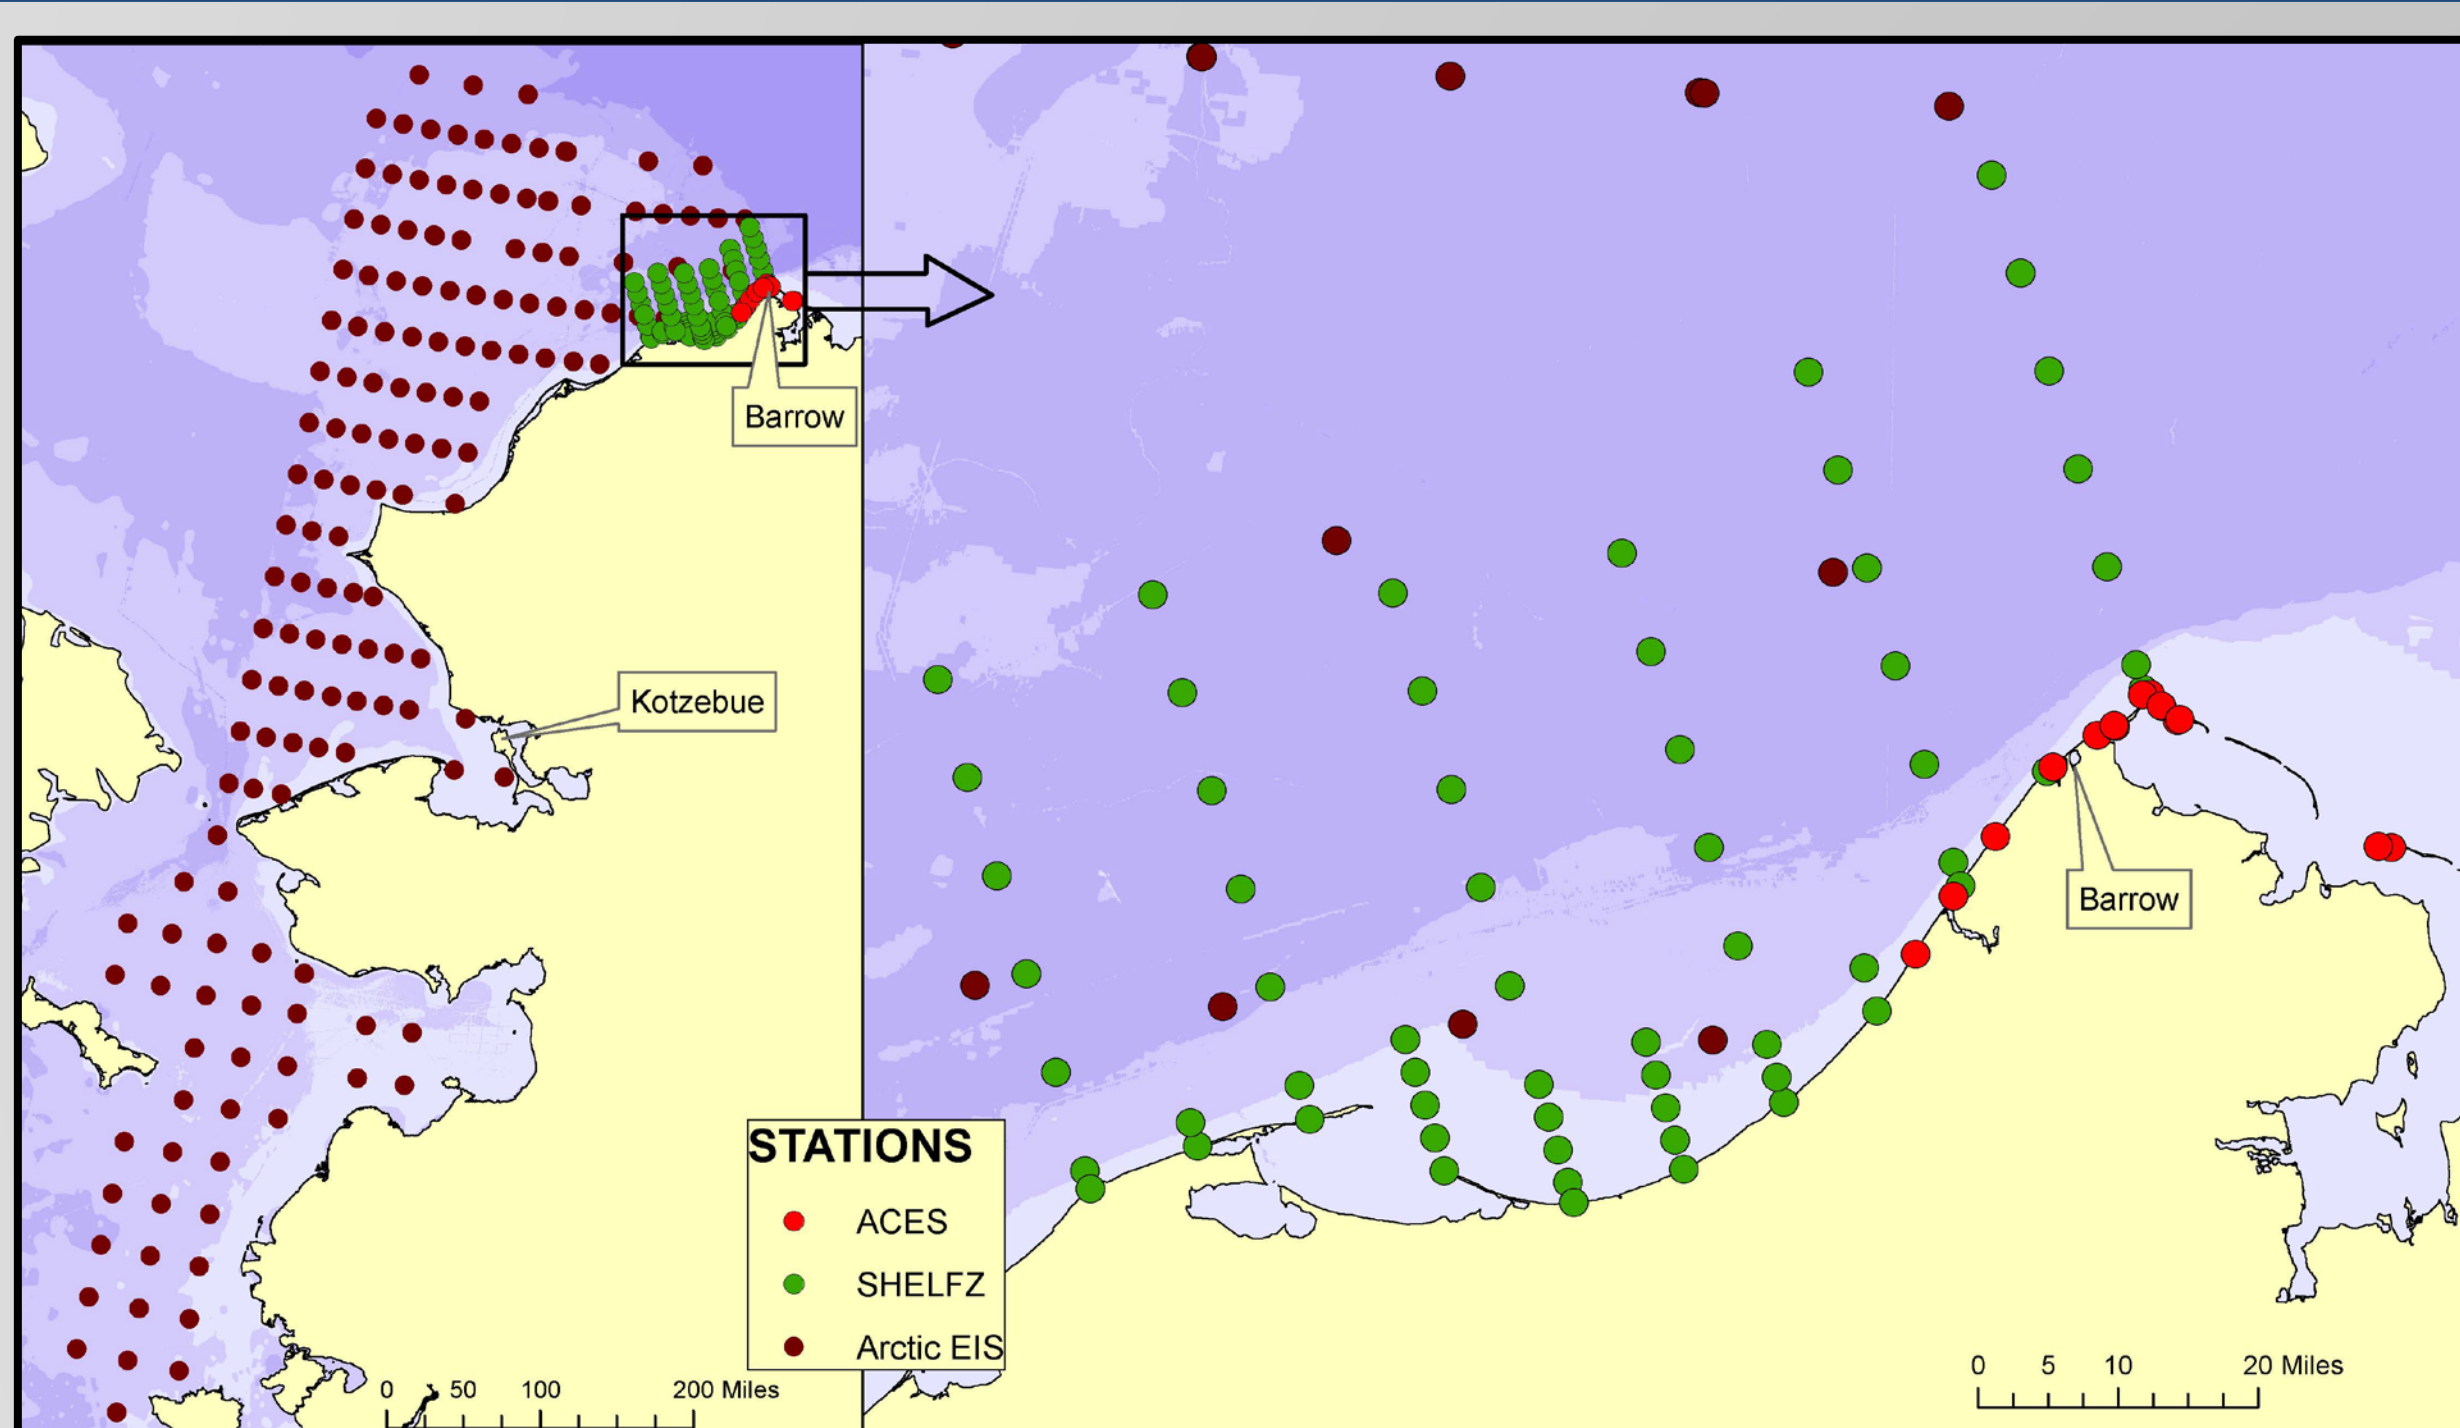 Barrow
Kotzebue
STATIONS
ACES
SHELFZ
Arctic EIS
0 50 100 200 Miles
Barrow
0 5 10 20 Miles